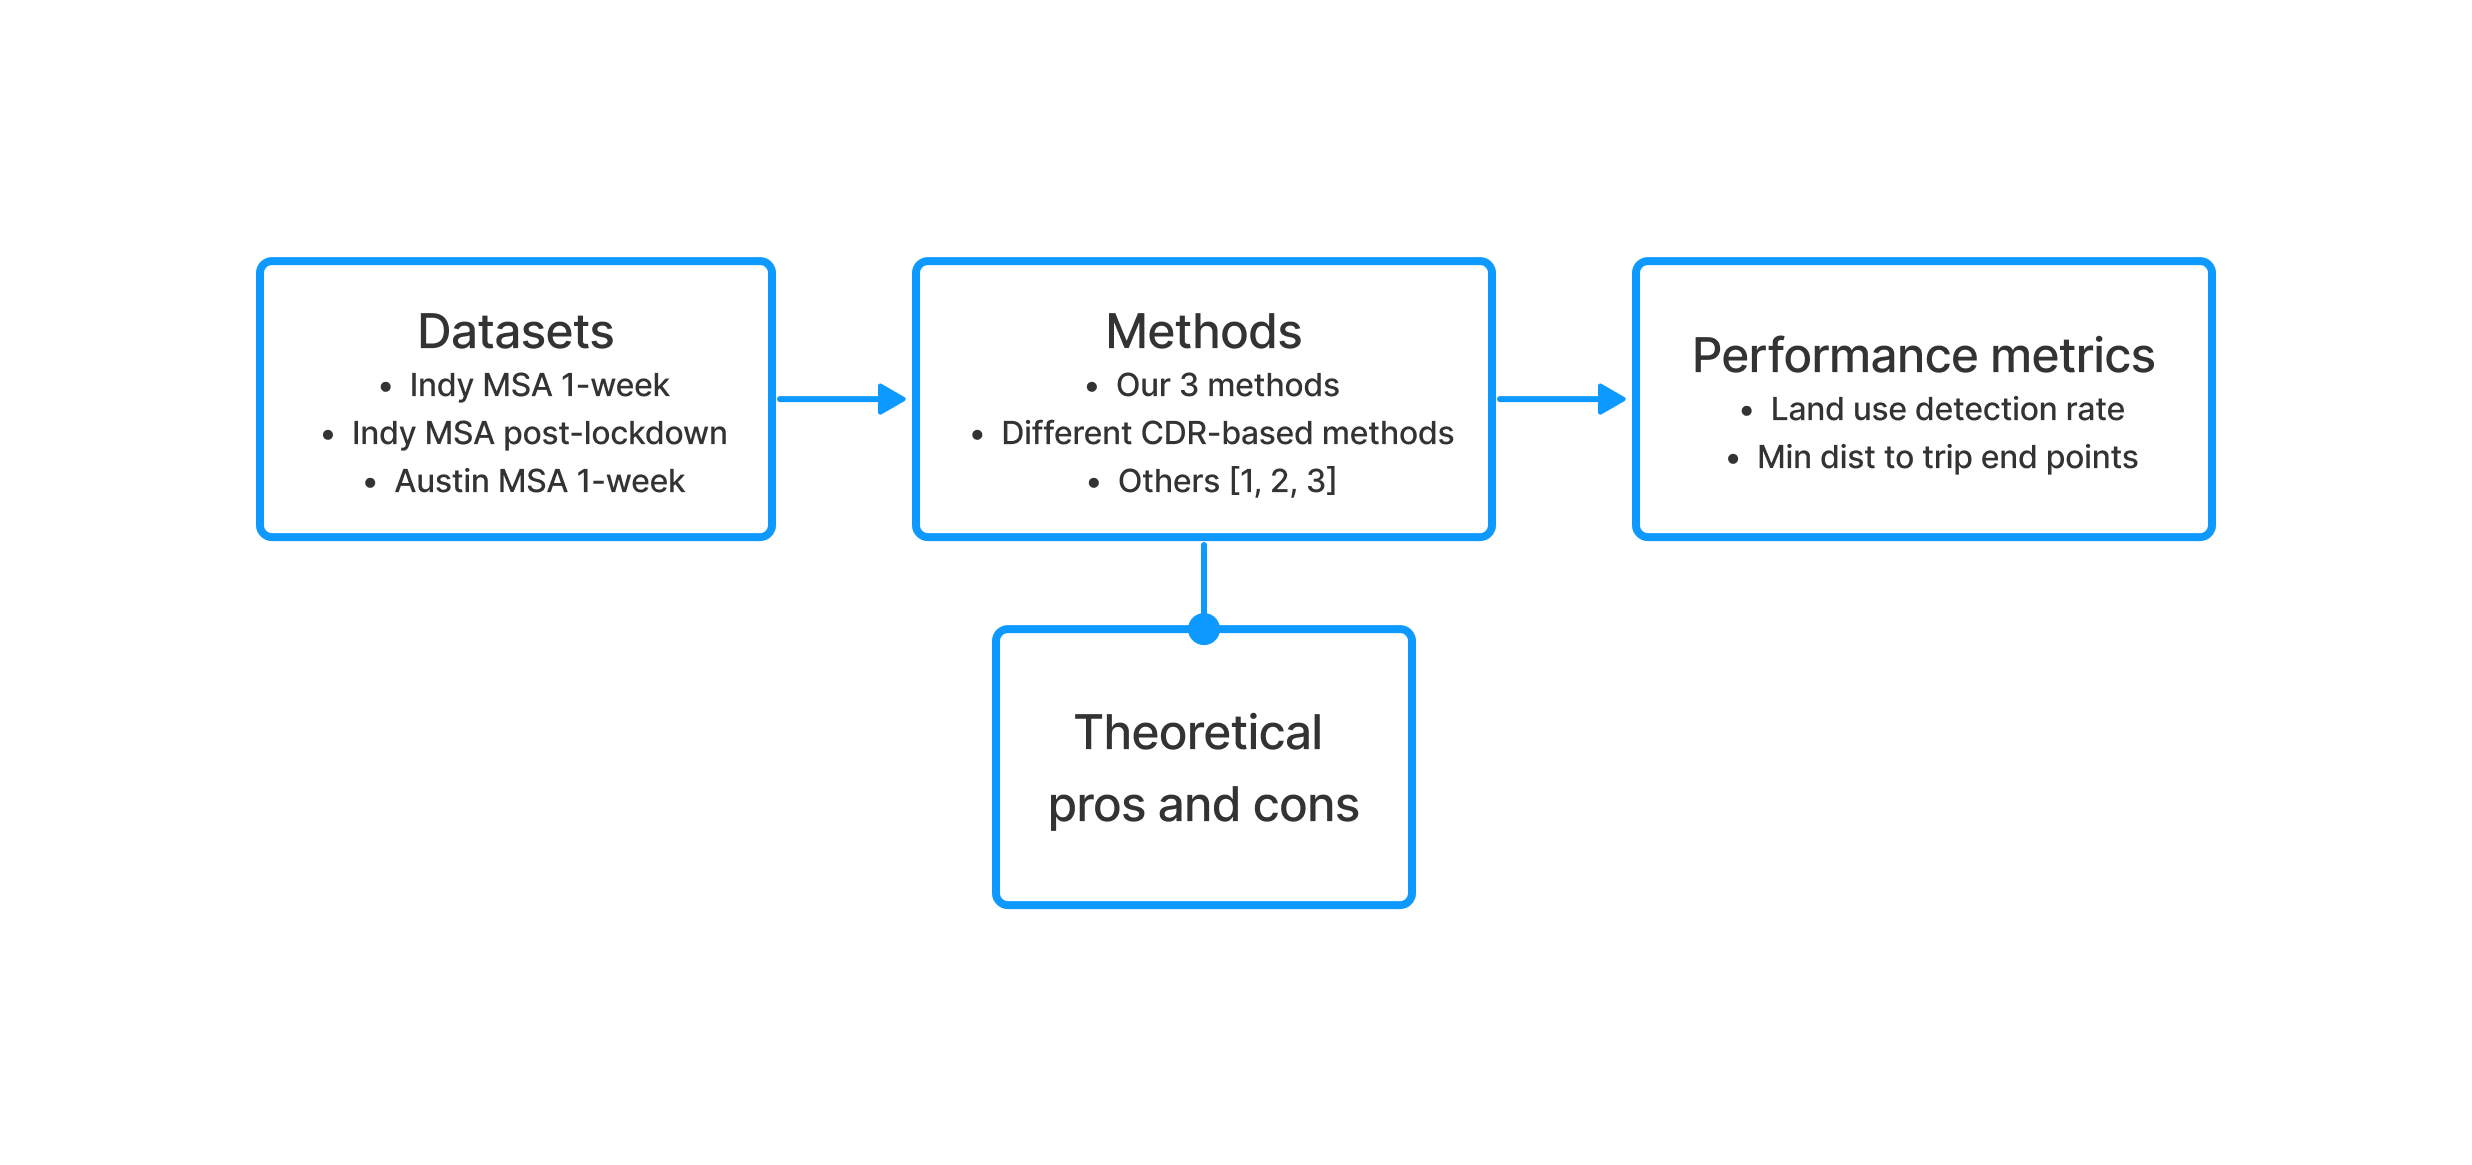 Datasets
• Indy MSA 1-week
• Indy MSA post-lockdown
• Austin MSA 1-week
Methods
• Our 3 methods
• Different CDR-based methods
• Others [1, 2, 3]
Performance metrics
• Land use detection rate
• Min dist to trip end points
Theoretical
pros and cons